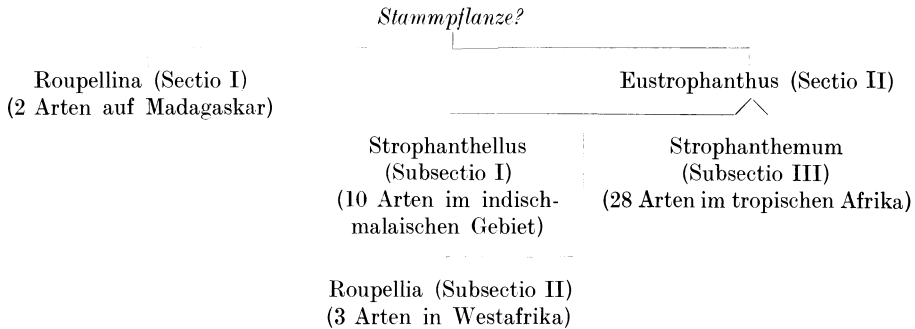 Stammpflanze?
Roupellina (Sectio I)
(2 Arten auf Madagaskar)
Eustrophanthus (Sectio II)
Strophanthellus
(Subsectio I)
(10 Arten im indisch-
malaischen Gebiet)
Strophanthemum
(Subsectio III)
(28 Arten im tropischen Afrika)
Roupellia (Subsectio II)
(3 Arten in Westafrika)